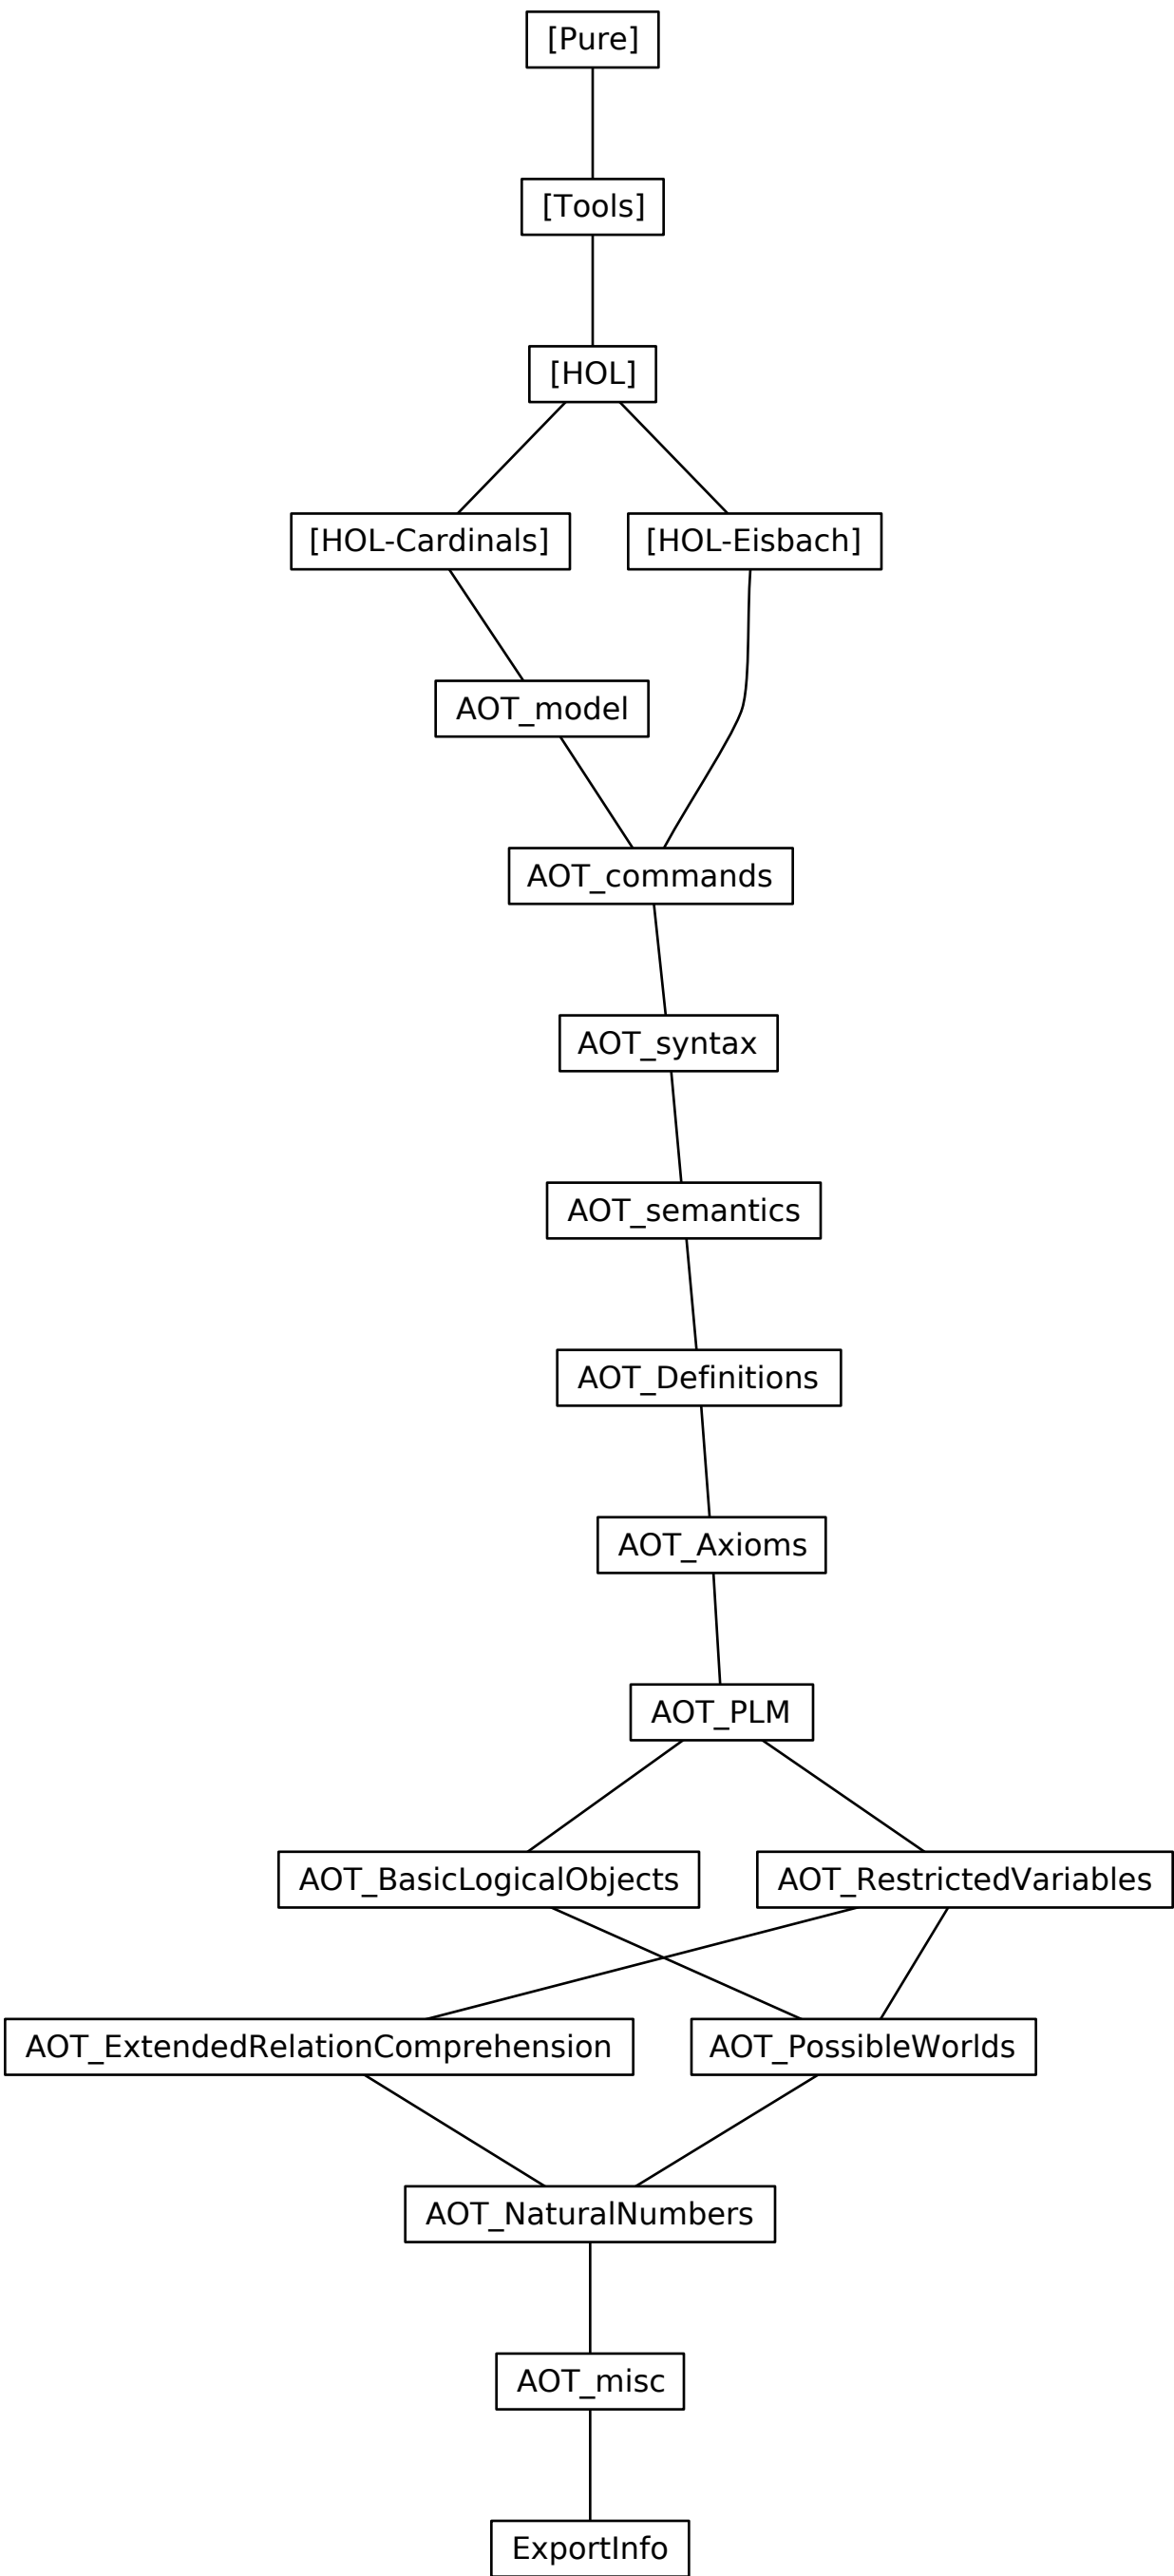 [Pure]
[Tools]
[HOL]
[HOL-Cardinals]
[HOL-Eisbach]
AOT_model
AOT_commands
AOT_syntax
AOT_semantics
AOT_Definitions
AOT_Axioms
AOT_PLM
AOT_BasicLogicalObjects
AOT_RestrictedVariables
AOT_ExtendedRelationComprehension
AOT_PossibleWorlds
AOT_NaturalNumbers
AOT_misc
ExportInfo